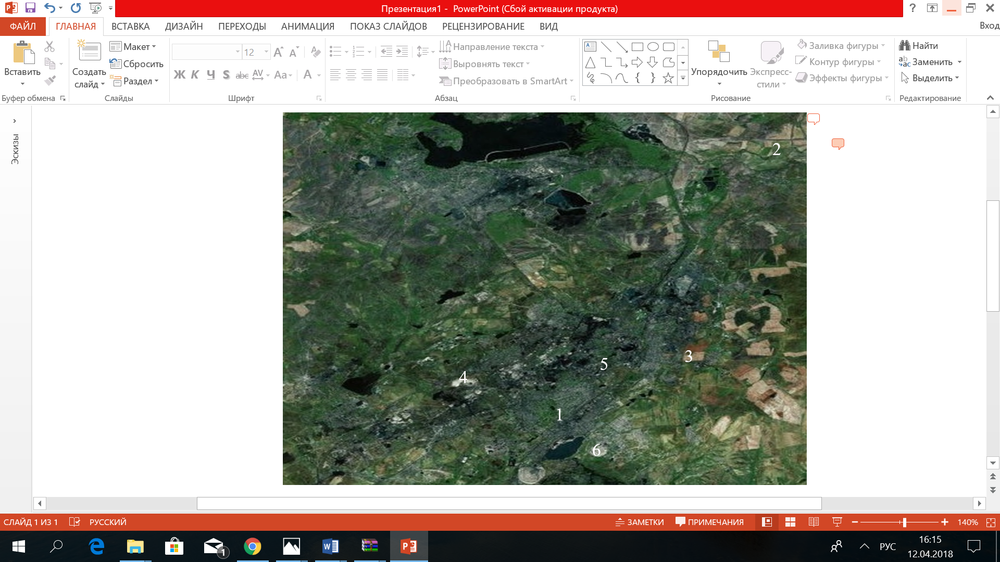 Презентация1 - PowerPoint (Сбой активации продукта)
?
ФАЙЛ ГЛАВНАЯ ВСТАВКА ДИЗАЙН ПЕРЕХОДЫ АНИМАЦИЯ ПОКАЗ СЛАЙДОВ РЕЦЕНЗИРОВАНИЕ ВИД Вход
Вставить
Буфер обмена
Создать
слайд
Макет
Сбросить
Раздел
Слайды
12
Ж К Ч S abc AV Aa A
Шрифт
Направление текста
Выровнять текст
Преобразовать в SmartArt
Абзац
Упорядочить
Экспресс-
стили
Заливка фигуры
Контур фигуры
Эффекты фигуры
Рисование
Найти
Заменить
Выделить
Редактирование
Эскизы
2
3
5
4
1
6
СЛАЙД 1 ИЗ 1 РУССКИЙ ЗАМЕТКИ ПРИМЕЧАНИЯ 140%
1
РУС
16:15
12.04.2018